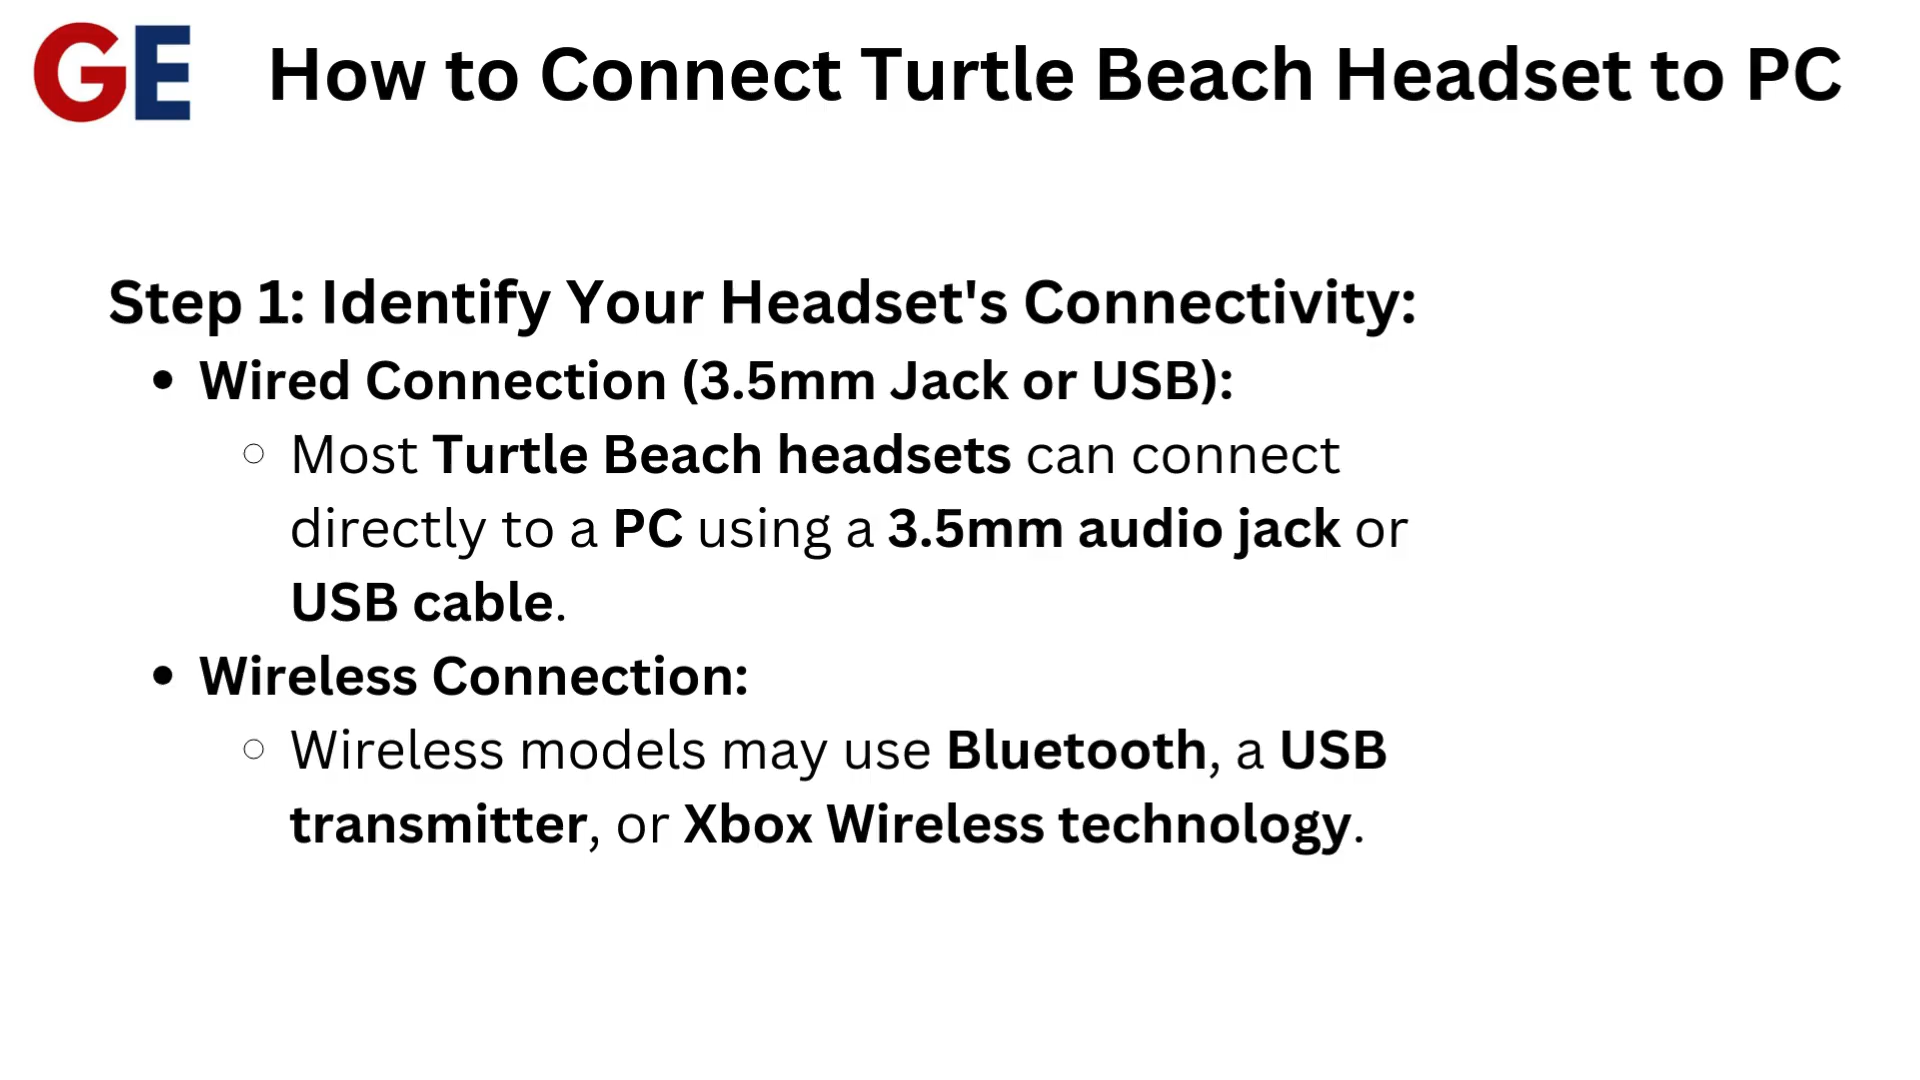 GE
How to Connect Turtle Beach Headset to PC
Step 1: Identify Your Headset's Connectivity:
• Wired Connection (3.5mm Jack or USB):
○ Most Turtle Beach headsets can connect
directly to a PC using a 3.5mm audio jack or
USB cable.
• Wireless Connection:
○ Wireless models may use Bluetooth, a USB
transmitter, or Xbox Wireless technology.